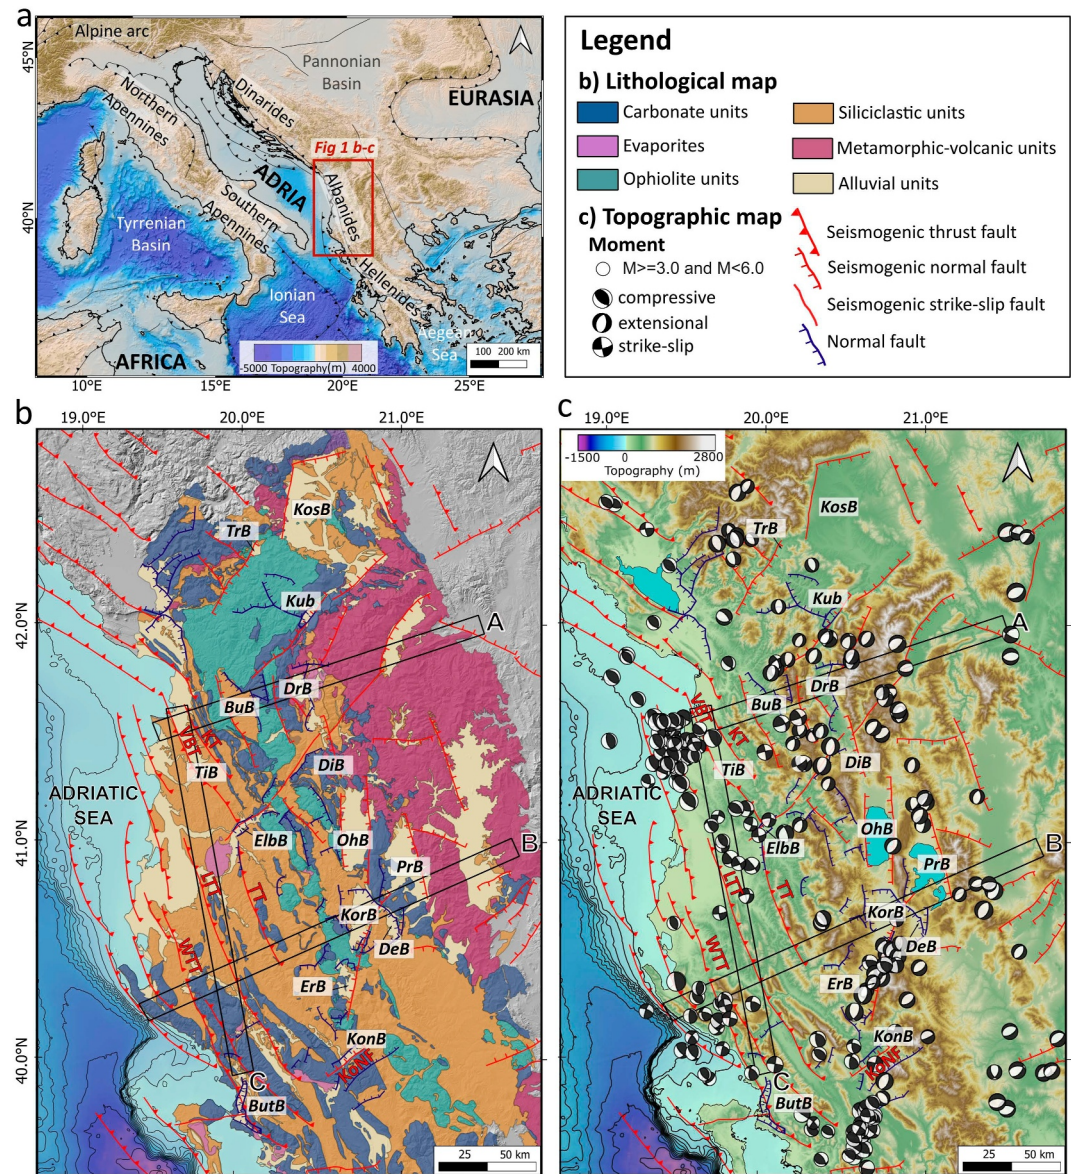 a
Alpine arc
45°N
40°N
Pannonian
Basin
EURASIA
Northern
Apennines
Dinarides
Fig 1 b-c
ADRIA
Albanides
Southern
Apennines
Tyrrenian
Basin
Hellenides
Ionian
Sea
Aegean
Sea
AFRICA
-5000 Topography(m) 4000
100 200 km
10°E 15°E 20°E 25°E
Legend
b) Lithological map
Carbonate units
Siliciclastic units
Evaporites
Metamorphic-volcanic units
Ophiolite units
Alluvial units
c) Topographic map
Moment
M>=3.0 and M<6.0
compressive
extensional
strike-slip
Seismogenic thrust fault
Seismogenic normal fault
Seismogenic strike-slip fault
Normal fault
b
19.0°E 20.0°E 21.0°E
42.0°N
41.0°N
40.0°N
KosB
TrB
Kub
A
DrB
BuB
VBT
KT
TiB
DiB
ADRIATIC
SEA
ElbB
OhB
B
PrB
LTT
TT
KorB
WTT
DeB
ErB
KonB
KoNF
C
ButB
25 50 km
c
19.0°E 20.0°E 21.0°E
-1500 0 2800
Topography (m)
KosB
TrB
Kub
A
DrB
BuB
VBT
KT
TiB
DiB
ADRIATIC
SEA
OhB
ElbB
B
PrB
LTT
TT
KorB
WTT
DeB
ErB
KonB
KoNF
C
ButB
25 50 km